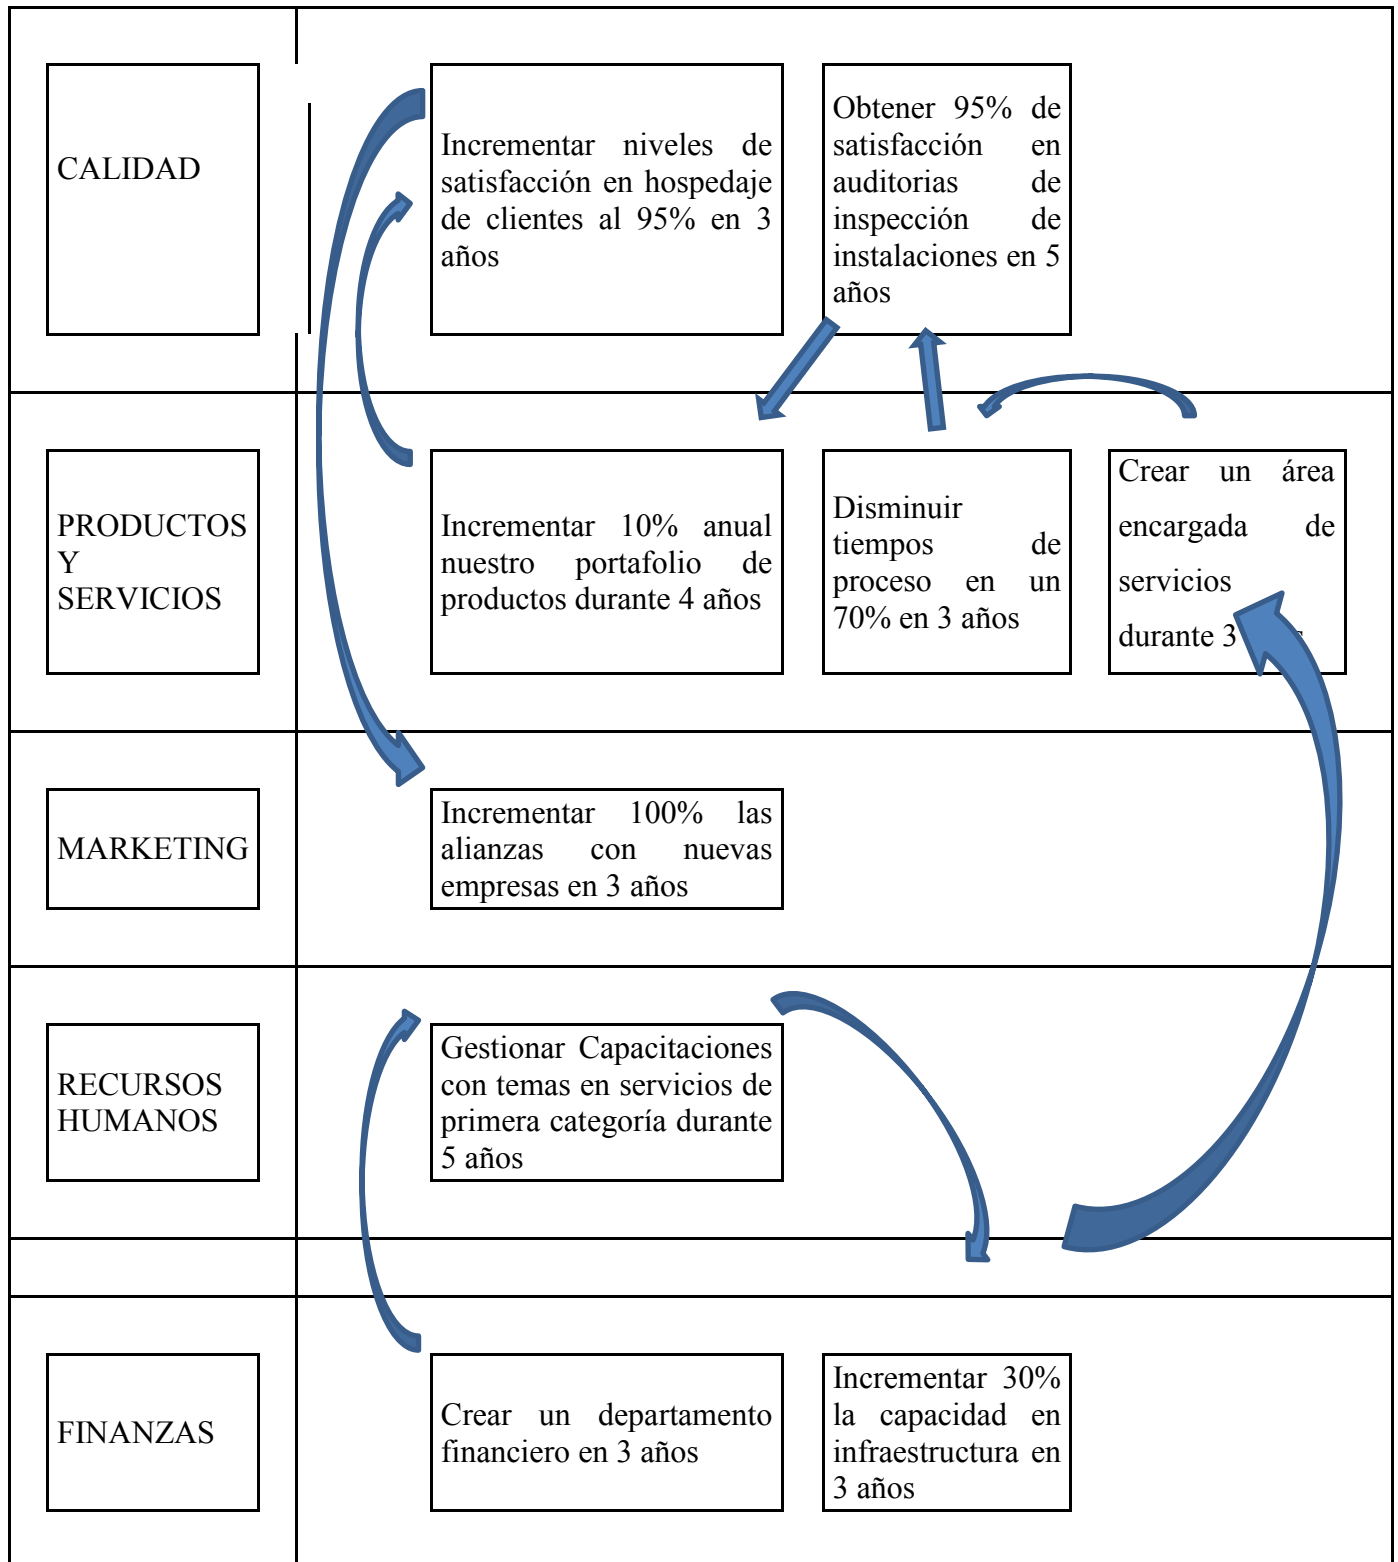 CALIDAD
Incrementar niveles de
satisfacción en hospedaje
de clientes al 95% en 3
años
Obtener 95% de
satisfacción en
auditorias de
inspección de
instalaciones en 5
años
PRODUCTOS
Y
SERVICIOS
Incrementar 10% anual
nuestro portafolio de
productos durante 4 años
Disminuir
tiempos de
proceso en un
70% en 3 años
Crear un área
encargada de
servicios
durante 3
MARKETING
Incrementar 100% las
alianzas con nuevas
empresas en 3 años
RECURSOS
HUMANOS
Gestionar Capacitaciones
con temas en servicios de
primera categoría durante
5 años
FINANZAS
Crear un departamento
financiero en 3 años
Incrementar 30%
la capacidad en
infraestructura en
3 años